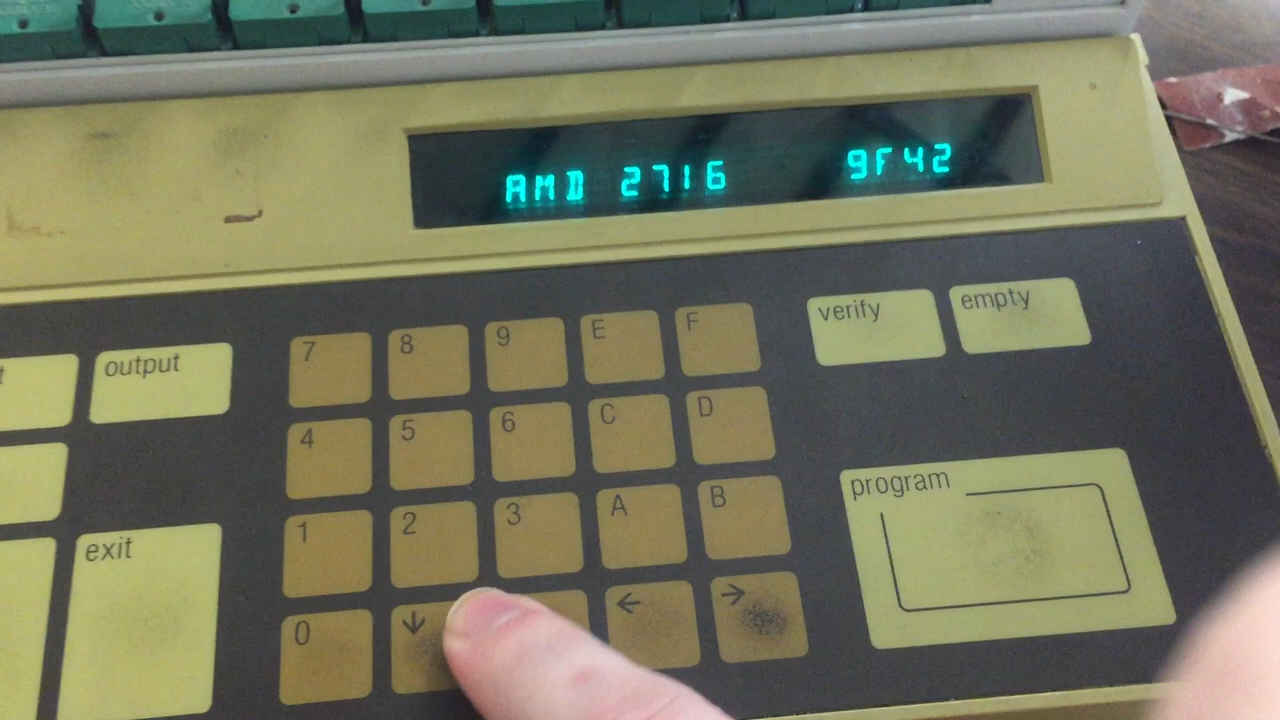 AMD 2716 9F42
verify empty
t output 7 8 9 E F
4 5 6 C D
program
exit 1 2 3 A B
0 ↓ ← →